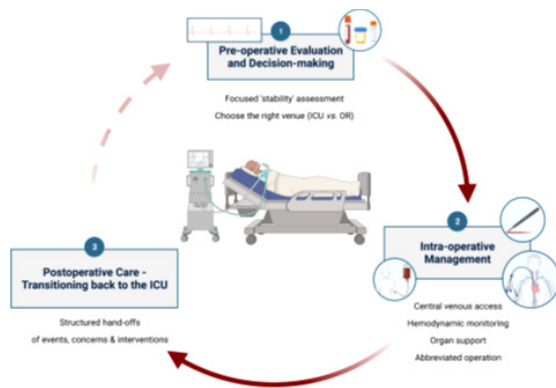 1
Pre-operative Evaluation
and Decision-making
Focused 'stability' assessment
Choose the right venue (ICU vs. OR)
2
Intra-operative
Management
Central venous access
Hemodynamic monitoring
Organ support
Abbreviated operation
3
Postoperative Care -
Transitioning back to the ICU
Structured hand-offs
of events, concerns & interventions